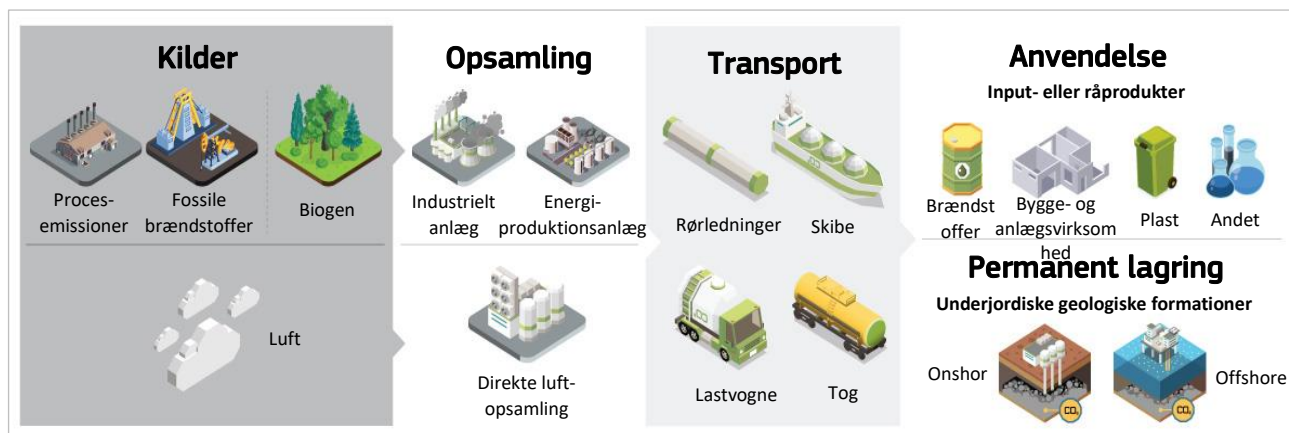 Kilder
Proces-
emissioner
Fossile
brændstoffer
Biogen
Luft
Opsamling
Industrielt
anlæg
Energi-
produktionsanlæg
Direkte luft-
opsamling
Transport
Rørledninger
Skibe
Lastvogne
Tog
Anvendelse
Input- eller råprodukter
Brændst
offer
Bygge- og
anlægsvirksom
hed
Plast
Andet
Permanent lagring
Underjordiske geologiske formationer
Onshor
CO₂
CO₂
Offshore